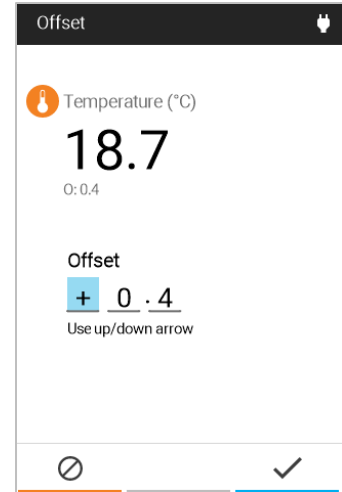 Offset
Temperature (°C)
18.7
O: 0.4
Offset
+ 0 . 4
Use up/down arrow